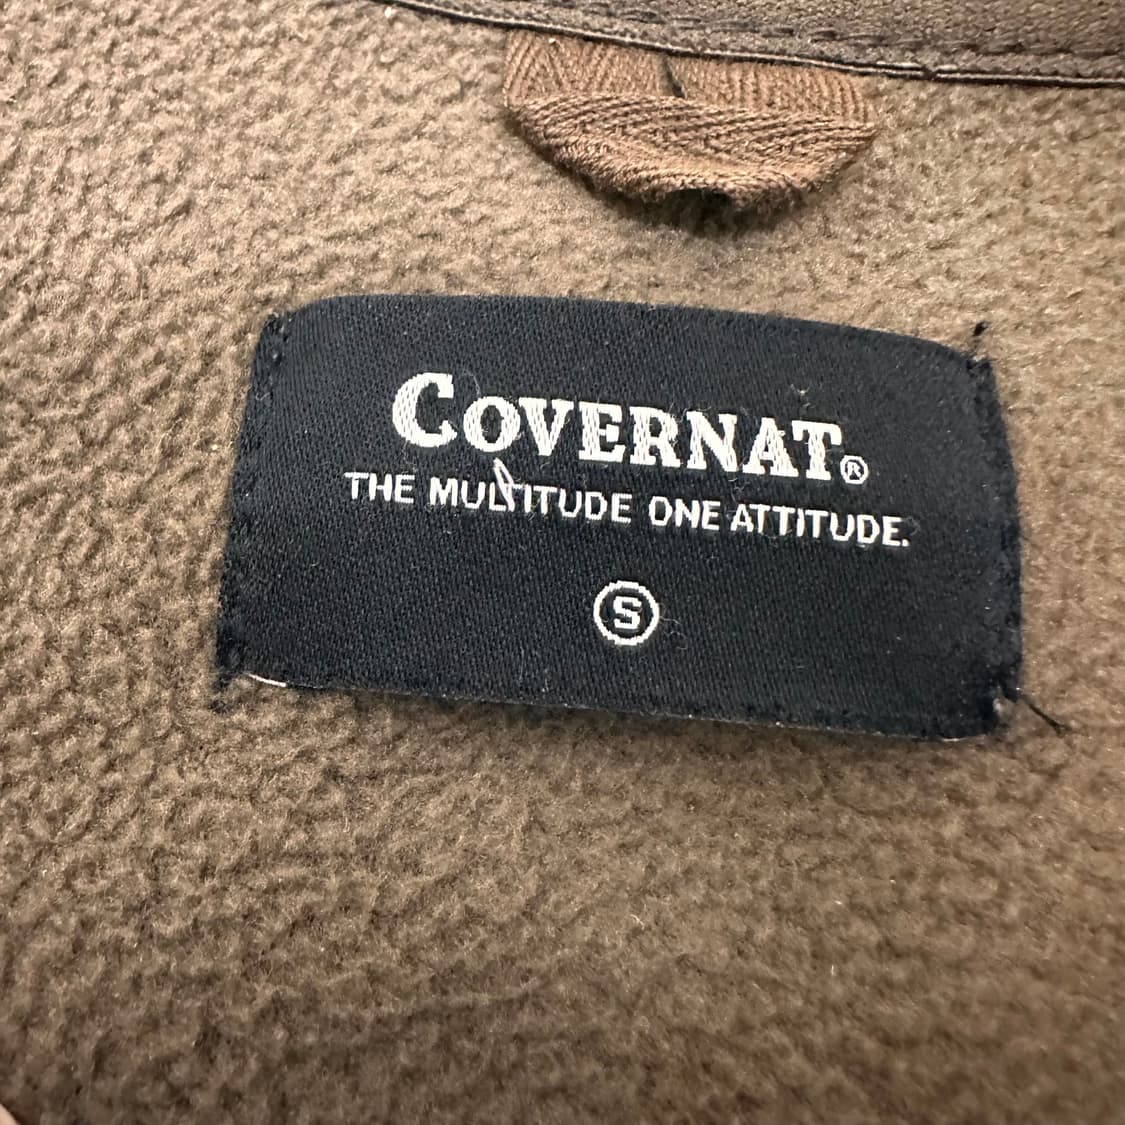 COVERNAT®
THE MULTITUDE ONE ATTITUDE.
S